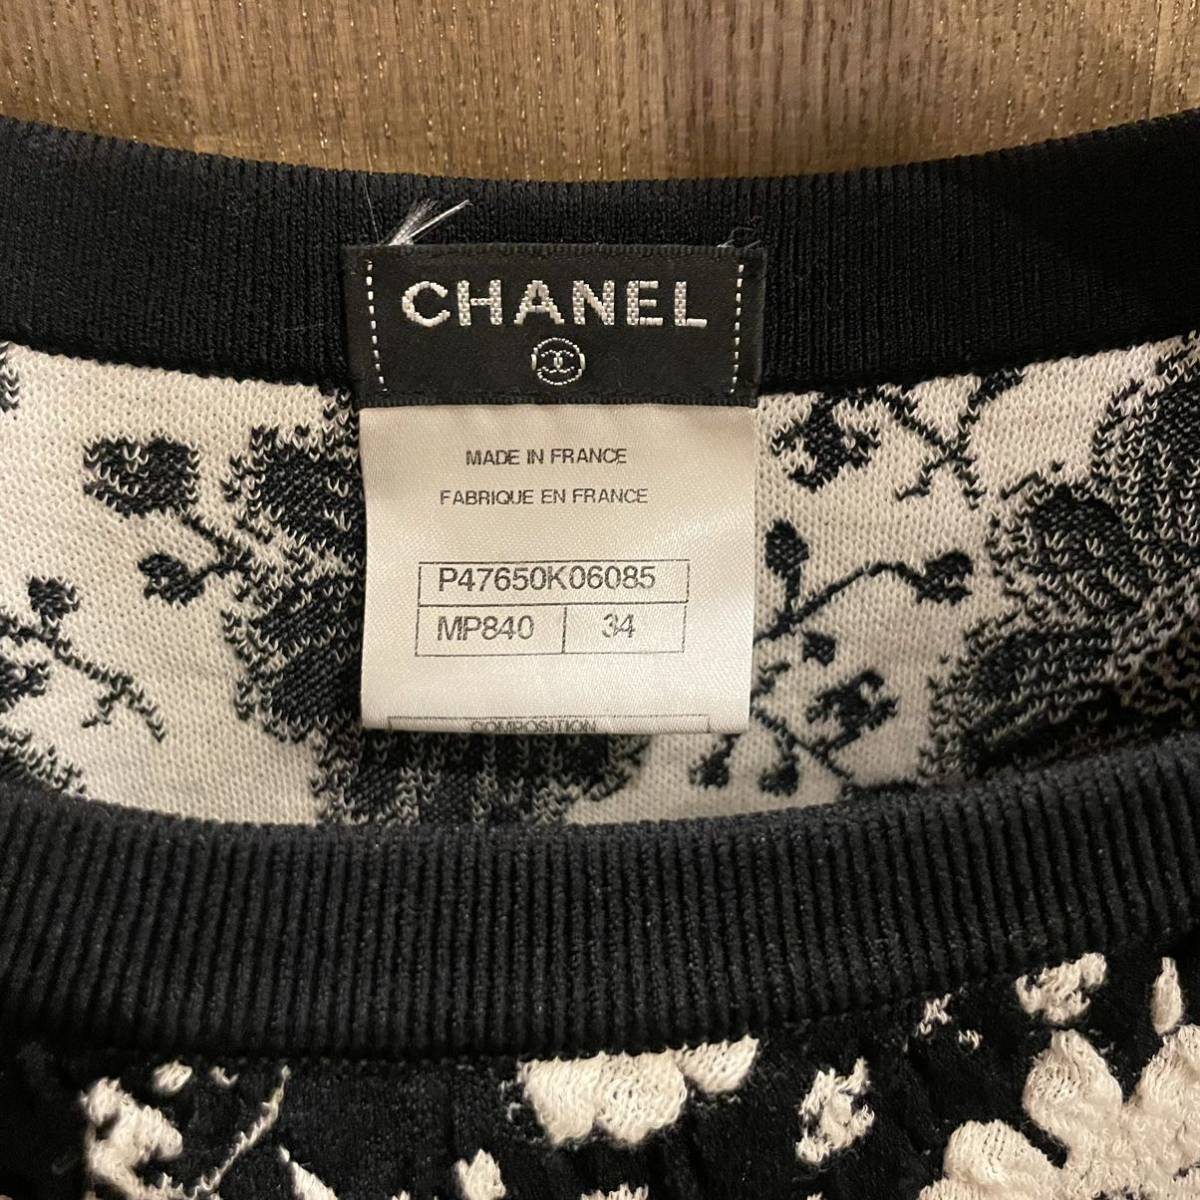 CHANEL
MADE IN FRANCE
FABRIQUE EN FRANCE
P47650K06085
MP840 34
COMPOSITION